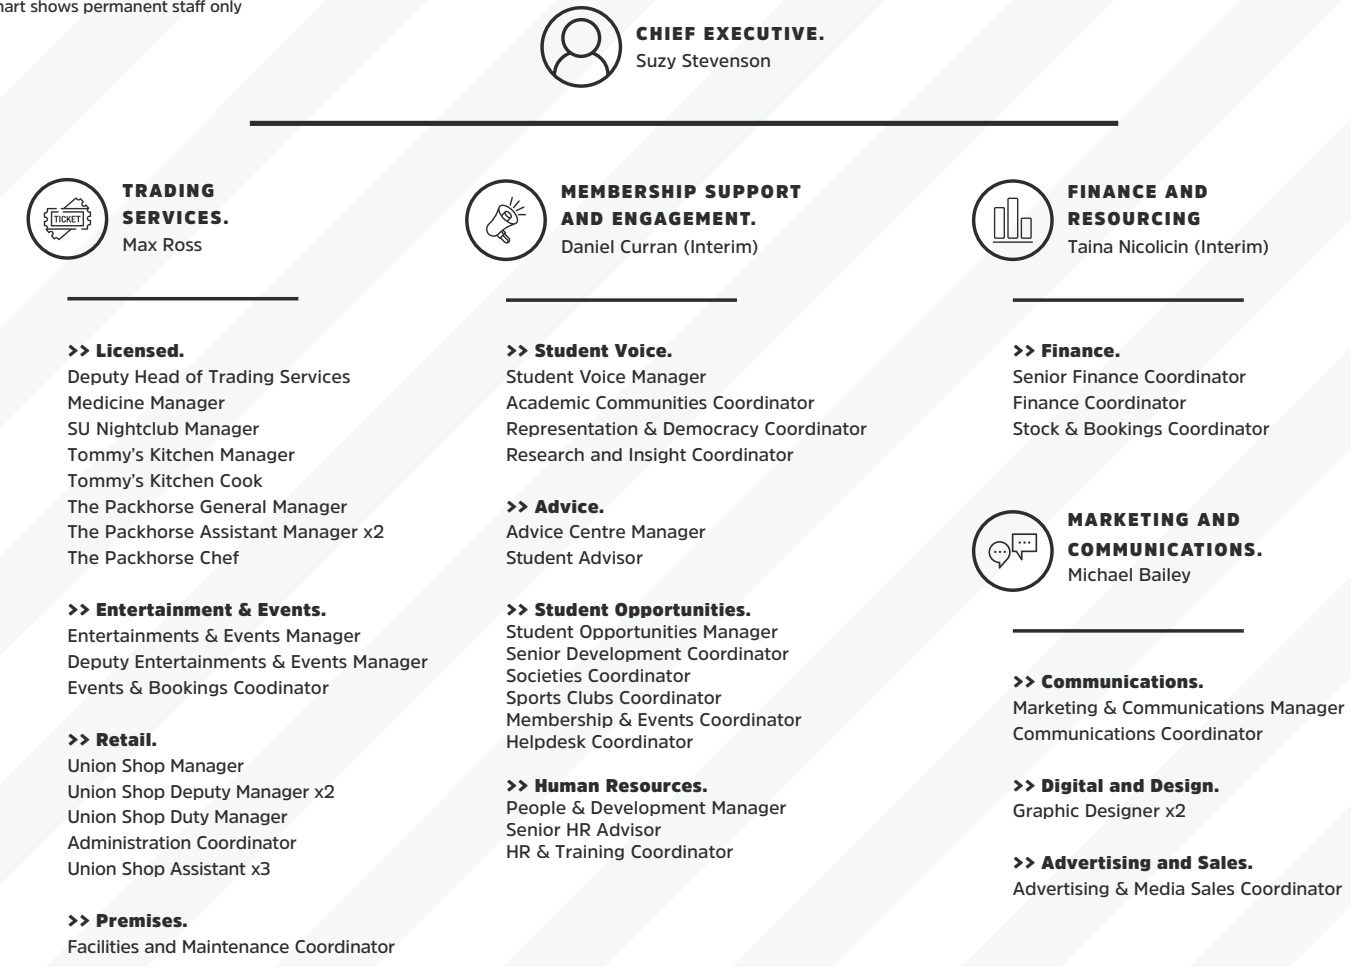 chart shows permanent staff only
CHIEF EXECUTIVE.
Suzy Stevenson
TRADING
SERVICES.
Max Ross
TICKET
>> Licensed.
Deputy Head of Trading Services
Medicine Manager
SU Nightclub Manager
Tommy's Kitchen Manager
Tommy's Kitchen Cook
The Packhorse General Manager
The Packhorse Assistant Manager x2
The Packhorse Chef
>> Entertainment & Events.
Entertainments & Events Manager
Deputy Entertainments & Events Manager
Events & Bookings Coodinator
>> Retail.
Union Shop Manager
Union Shop Deputy Manager x2
Union Shop Duty Manager
Administration Coordinator
Union Shop Assistant x3
>> Premises.
Facilities and Maintenance Coordinator
MEMBERSHIP SUPPORT
AND ENGAGEMENT.
Daniel Curran (Interim)
>> Student Voice.
Student Voice Manager
Academic Communities Coordinator
Representation & Democracy Coordinator
Research and Insight Coordinator
>> Advice.
Advice Centre Manager
Student Advisor
>> Student Opportunities.
Student Opportunities Manager
Senior Development Coordinator
Societies Coordinator
Sports Clubs Coordinator
Membership & Events Coordinator
Helpdesk Coordinator
>> Human Resources.
People & Development Manager
Senior HR Advisor
HR & Training Coordinator
FINANCE AND
RESOURCING
Taina Nicolicin (Interim)
>> Finance.
Senior Finance Coordinator
Finance Coordinator
Stock & Bookings Coordinator
MARKETING AND
COMMUNICATIONS.
Michael Bailey
>> Communications.
Marketing & Communications Manager
Communications Coordinator
>> Digital and Design.
Graphic Designer x2
>> Advertising and Sales.
Advertising & Media Sales Coordinator